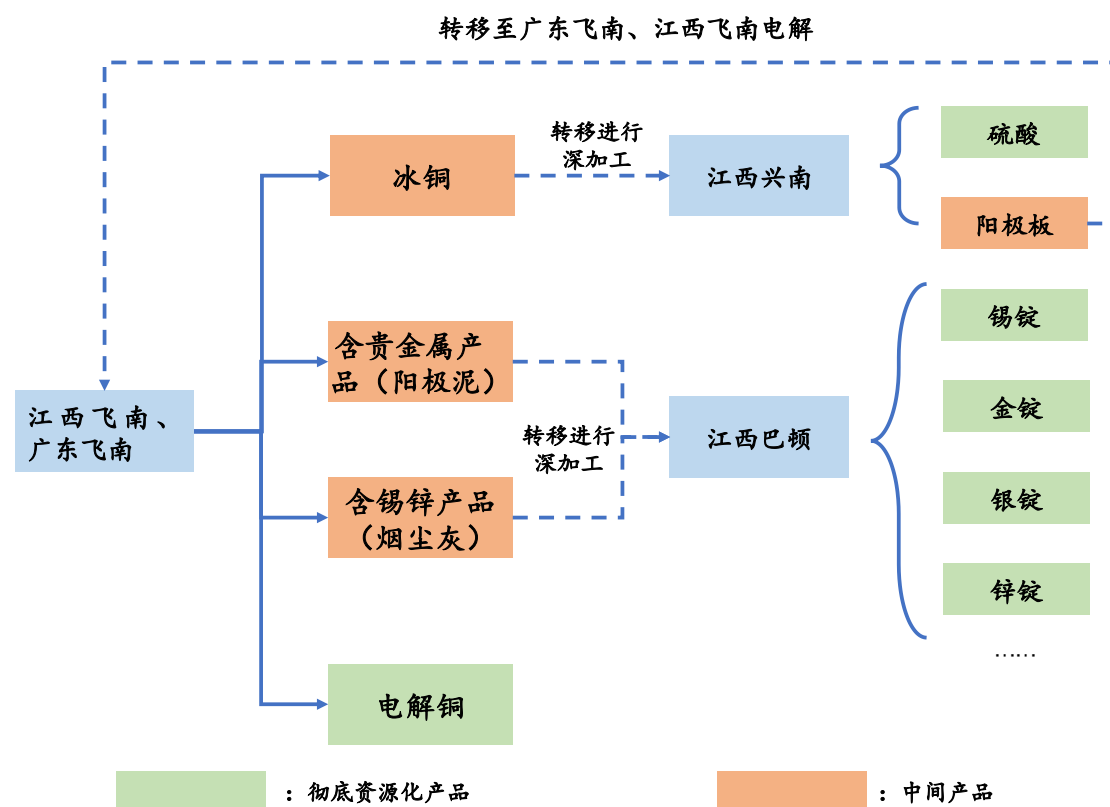 转移至广东飞南、江西飞南电解
转移进行
深加工
冰铜
江西兴南
硫酸
阳极板
锡锭
含贵金属产
品（阳极泥）
江西飞南、
广东飞南
转移进行
深加工
江西巴顿
金锭
含锡锌产品
（烟尘灰）
银锭
锌锭
……
电解铜
：彻底资源化产品
：中间产品